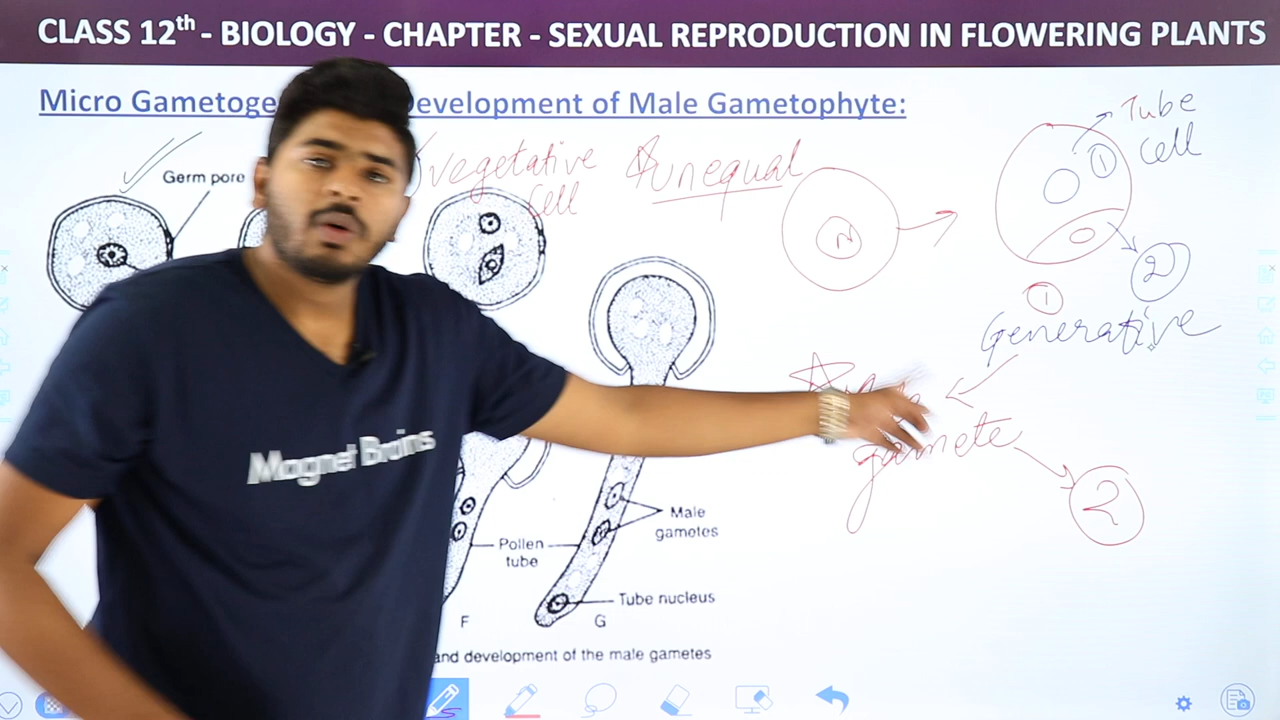 CLASS 12th - BIOLOGY - CHAPTER - SEXUAL REPRODUCTION IN FLOWERING PLANTS
Micro Gametoge evelopment of Male Gametophyte:
Germ pore
vegetative
cell
unequal
N
Tube
cell
1
2
1
Generative
gamete
2
Magnet Brains
Male
gametes
Pollen
tube
Tube nucleus
F
G
and development of the male gametes